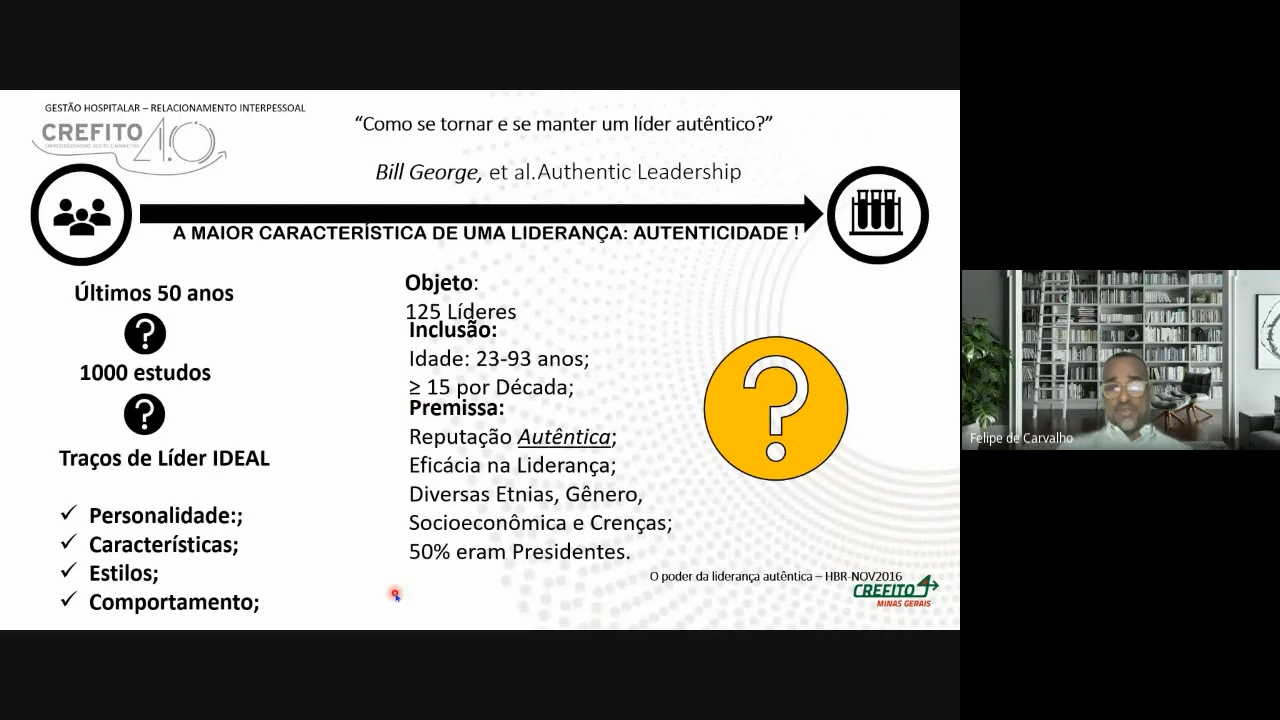 GESTÃO HOSPITALAR – RELACIONAMENTO INTERPESSOAL
CREFITO 4.0
EMPREENDEDORISMO, GESTÃO E MARKETING
“Como se tornar e se manter um líder autêntico?”
Bill George, et al.Authentic Leadership
A MAIOR CARACTERÍSTICA DE UMA LIDERANÇA: AUTENTICIDADE !
Últimos 50 anos
?
1000 estudos
?
Traços de Líder IDEAL
✓ Personalidade:;
✓ Características;
✓ Estilos;
✓ Comportamento;
Objeto:
125 Líderes
Inclusão:
Idade: 23-93 anos;
≥ 15 por Década;
Premissa:
Reputação Autêntica;
Eficácia na Liderança;
Diversas Etnias, Gênero,
Socioeconômica e Crenças;
50% eram Presidentes.
?
O poder da liderança autêntica – HBR-NOV2016
CREFITO 4
MINAS GERAIS
Felipe de Carvalho